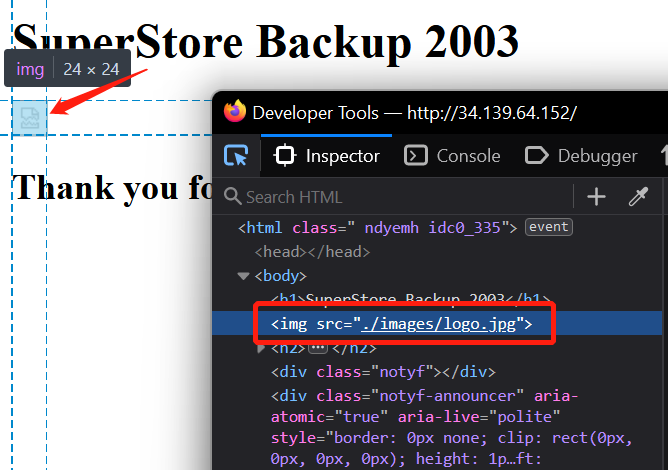 SuperStore Backup 2003
img 24 × 24
Developer Tools — http://34.139.64.152/
Thank you fo
Inspector Console Debugger
Search HTML
<html class=" ndyemh idc0_335"> event
<head></head>
<body>
<h1>SuperStore Backup 2003</h1>
<img src="./images/logo.jpg">
<h2> ··· </h2>
<div class="notyf"></div>
<div class="notyf-announcer" aria-
atomic="true" aria-live="polite"
style="border: 0px none; clip: rect(0px,
0px, 0px, 0px); height: 1p…ft: